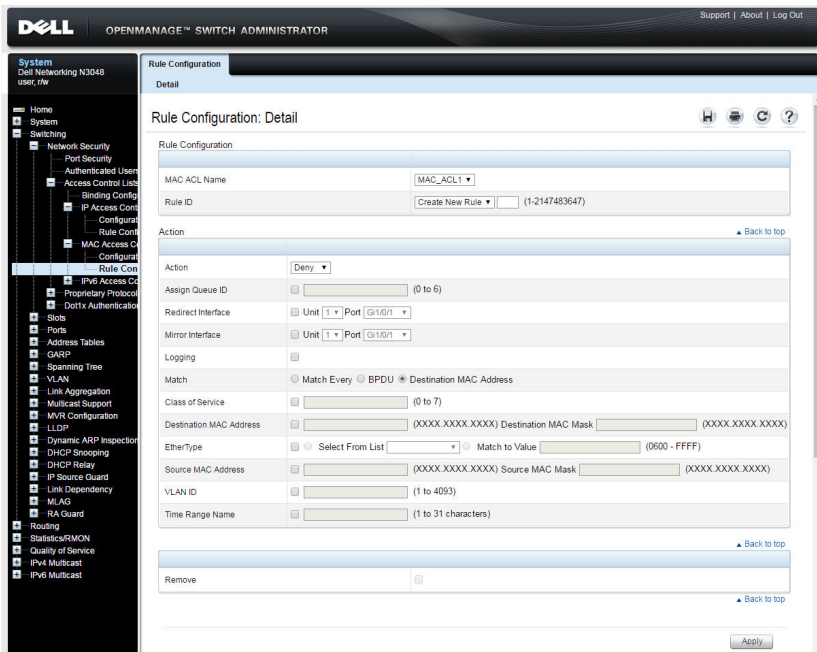 Support | About | Log Out
DELL OPENMANAGE™ SWITCH ADMINISTRATOR
System
Dell Networking N3048
user, r/w
Home
System
Switching
Network Security
Port Security
Authenticated Users
Access Control Lists
Binding Config
IP Access Cont
Configurat
Rule Conf
MAC Access C
Configurat
Rule Con
IPv6 Access Co
Proprietary Protocol
Dot1x Authentication
Slots
Ports
Address Tables
GARP
Spanning Tree
VLAN
Link Aggregation
Multicast Support
MVR Configuration
LLDP
Dynamic ARP Inspection
DHCP Snooping
DHCP Relay
IP Source Guard
Link Dependency
MLAG
RA Guard
Routing
Statistics/RMON
Quality of Service
IPv4 Multicast
IPv6 Multicast
Rule Configuration
Detail
Rule Configuration: Detail
Rule Configuration
MAC ACL Name MAC_ACL1
Rule ID Create New Rule (1-2147483647)
Action Back to top
Action Deny
Assign Queue ID (0 to 6)
Redirect Interface Unit 1 Port Gi1/0/1
Mirror Interface Unit 1 Port Gi1/0/1
Logging
Match Match Every BPDU Destination MAC Address
Class of Service (0 to 7)
Destination MAC Address (XXXX.XXXX.XXXX) Destination MAC Mask (XXXX.XXXX.XXXX)
EtherType Select From List Match to Value (0600 - FFFF)
Source MAC Address (XXXX.XXXX.XXXX) Source MAC Mask (XXXX.XXXX.XXXX)
VLAN ID (1 to 4093)
Time Range Name (1 to 31 characters)
Back to top
Remove
Back to top
Apply